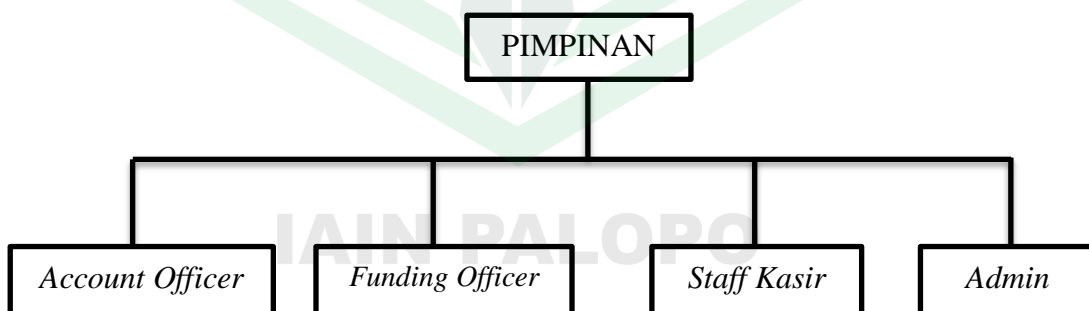 PIMPINAN
IAIN PALOPO
Account Officer
Funding Officer
Staff Kasir
Admin